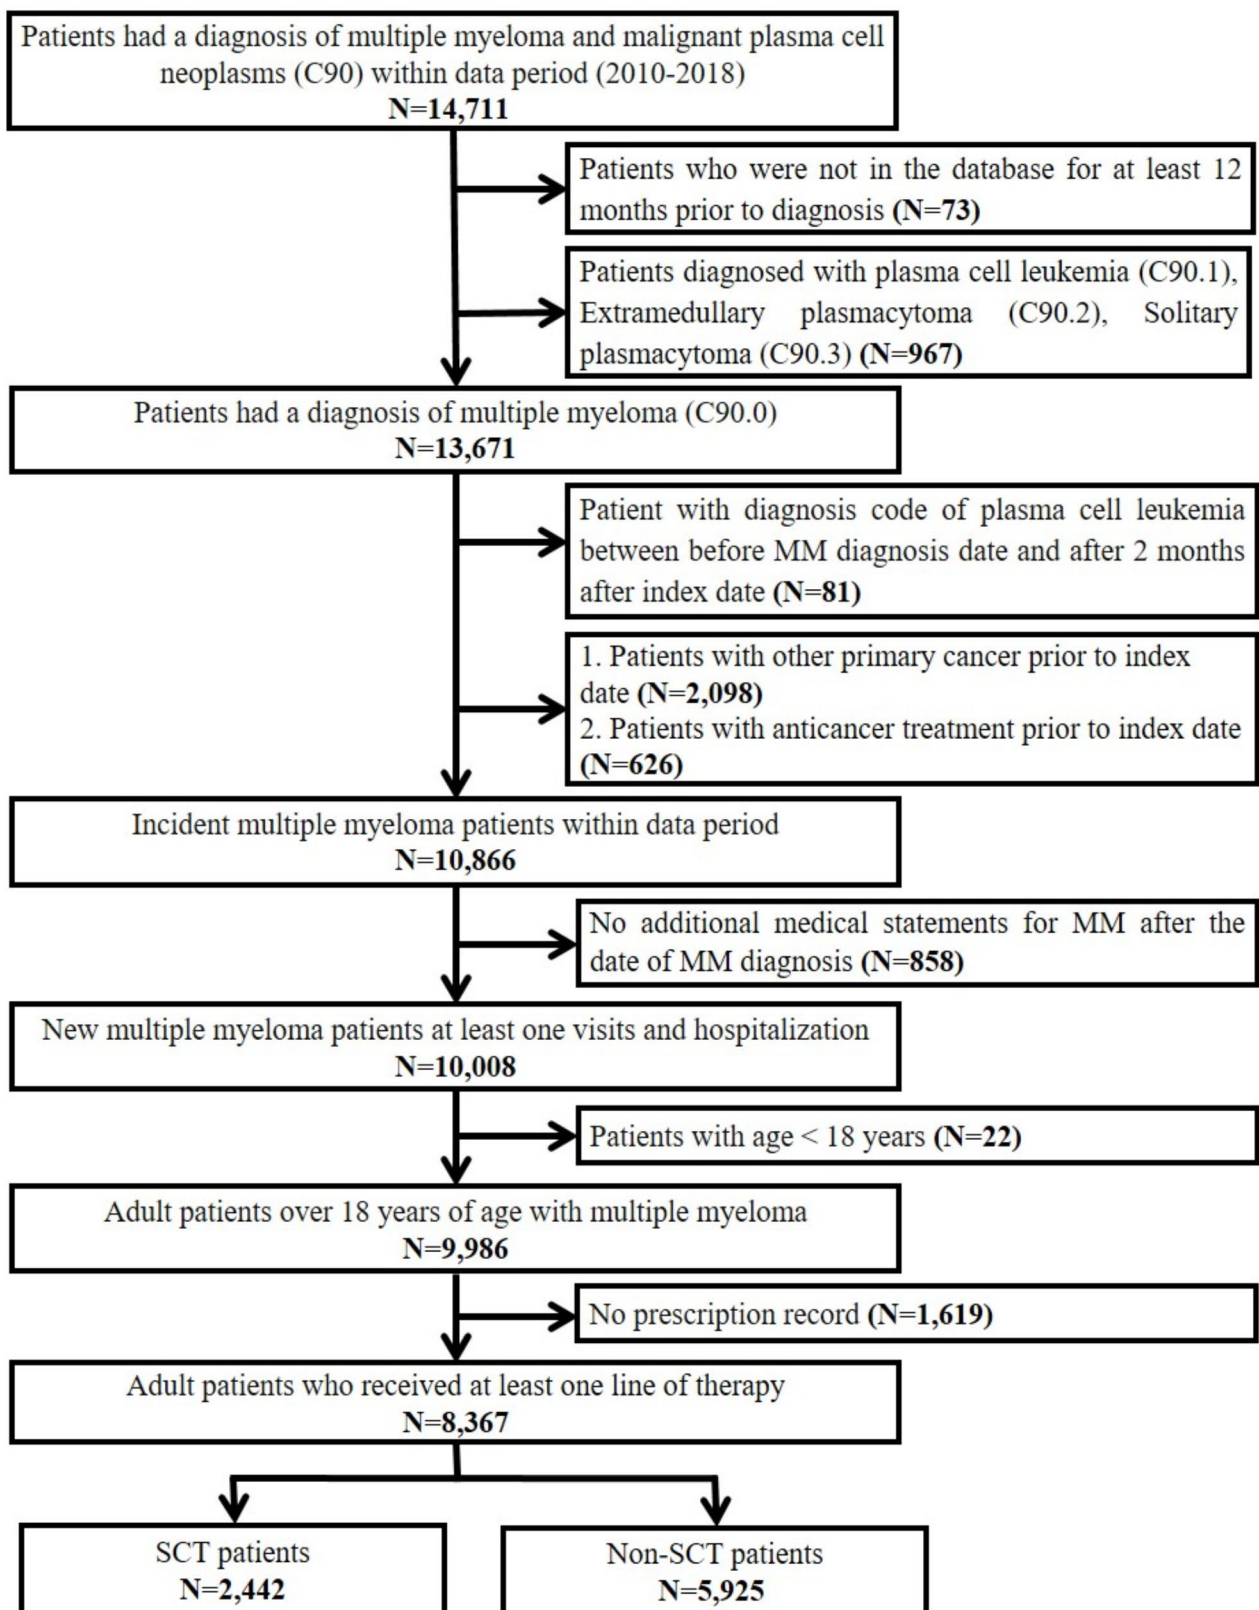 Patients had a diagnosis of multiple myeloma and malignant plasma cell
neoplasms (C90) within data period (2010-2018)
N=14,711
Patients who were not in the database for at least 12
months prior to diagnosis (N=73)
Patients diagnosed with plasma cell leukemia (C90.1),
Extramedullary plasmacytoma (C90.2), Solitary
plasmacytoma (C90.3) (N=967)
Patients had a diagnosis of multiple myeloma (C90.0)
N=13,671
Patient with diagnosis code of plasma cell leukemia
between before MM diagnosis date and after 2 months
after index date (N=81)
1. Patients with other primary cancer prior to index
date (N=2,098)
2. Patients with anticancer treatment prior to index date
(N=626)
Incident multiple myeloma patients within data period
N=10,866
No additional medical statements for MM after the
date of MM diagnosis (N=858)
New multiple myeloma patients at least one visits and hospitalization
N=10,008
Patients with age < 18 years (N=22)
Adult patients over 18 years of age with multiple myeloma
N=9,986
No prescription record (N=1,619)
Adult patients who received at least one line of therapy
N=8,367
SCT patients
N=2,442
Non-SCT patients
N=5,925